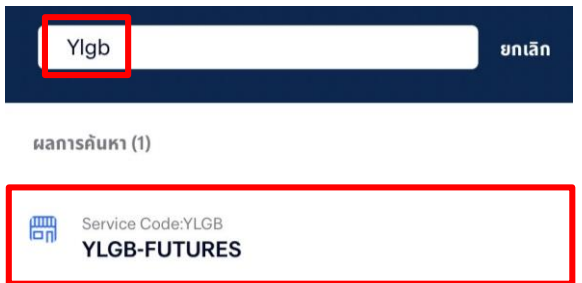 Ylgb
ยกเลิก
ผลการค้นหา (1)
Service Code:YLGB
YLGB-FUTURES